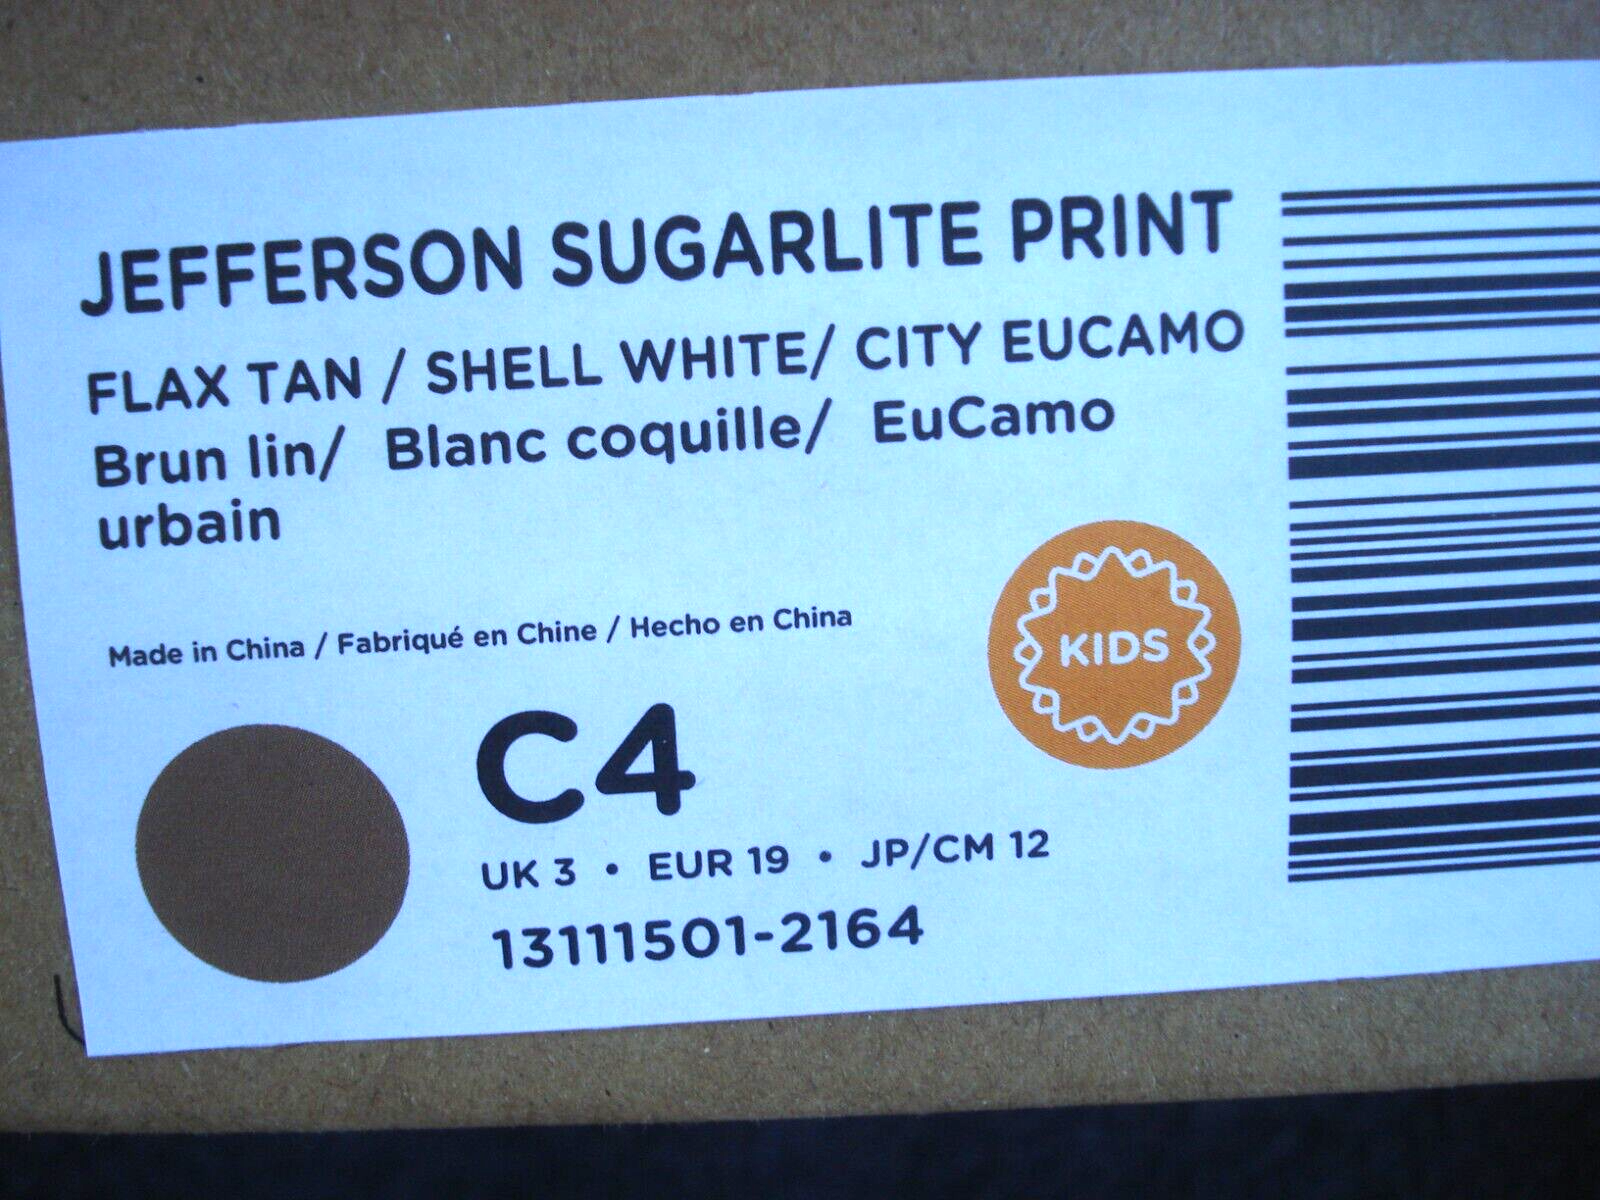 JEFFERSON SUGARLITE PRINT
FLAX TAN / SHELL WHITE/ CITY EUCAMO
Brun lin/ Blanc coquille/ EuCamo
urbain
Made in China / Fabriqué en Chine / Hecho en China
KIDS
C4
UK 3 • EUR 19 • JP/CM 12
13111501-2164